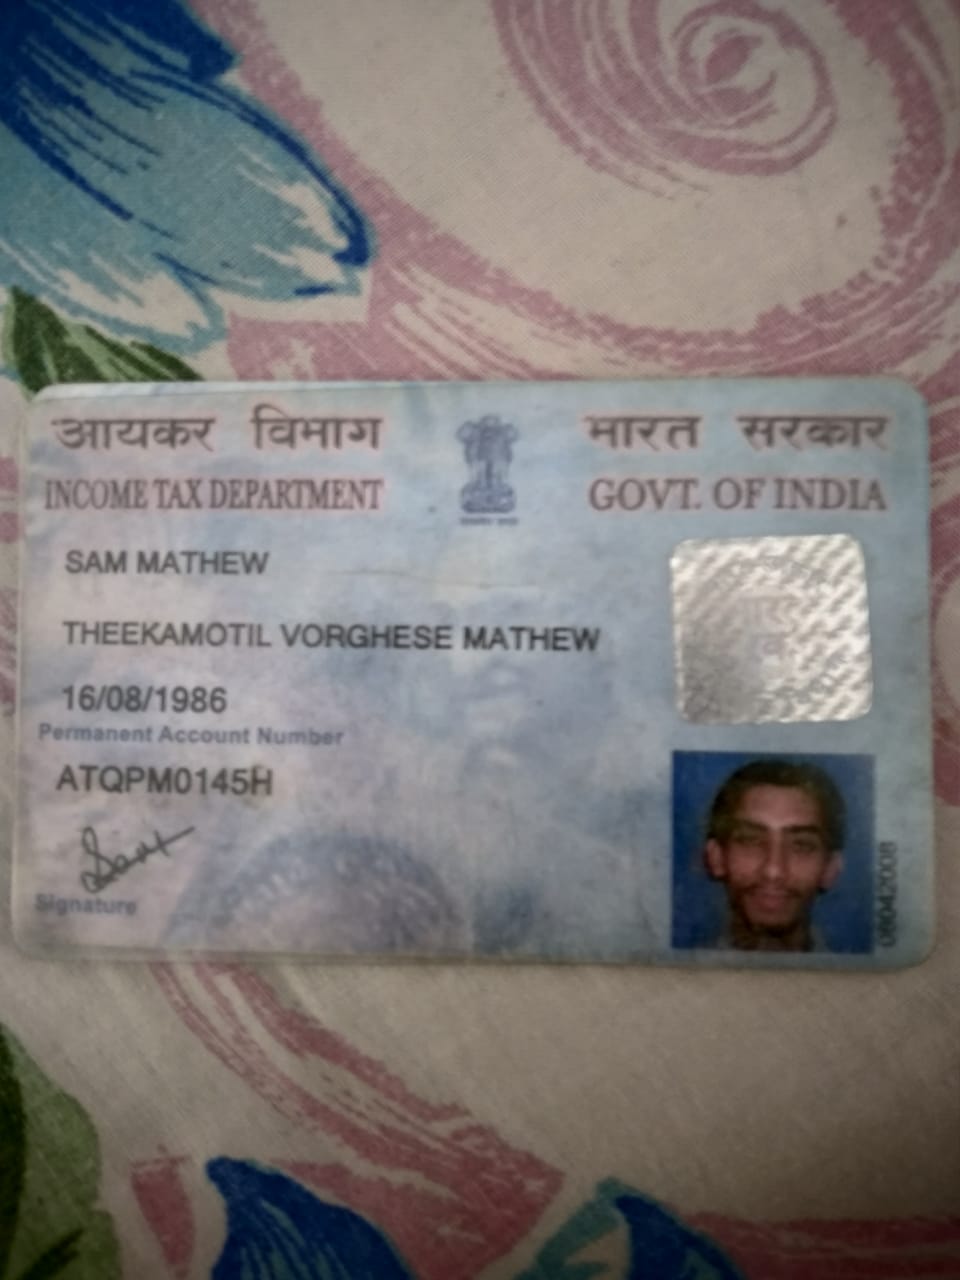 आयकर विभाग
INCOME TAX DEPARTMENT
भारत सरकार
GOVT. OF INDIA
SAM MATHEW
THEEKAMOTIL VORGHESE MATHEW
16/08/1986
Permanent Account Number
ATQPM0145H
Signature
08042008